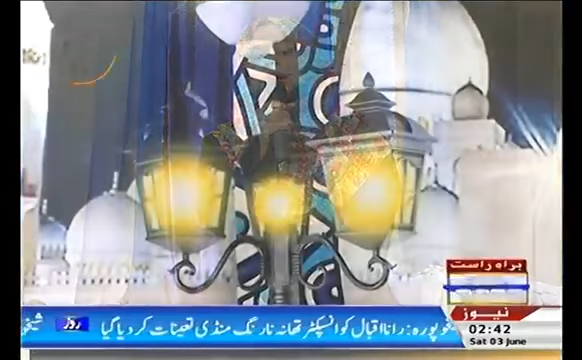 براہ راست
نیوز
02:42
Sat 03 June
شیخوپورہ: رانا اقبال کو انسپکٹر تھانہ نارنگ منڈی تعینات کر دیا گیا
روز
شیخو